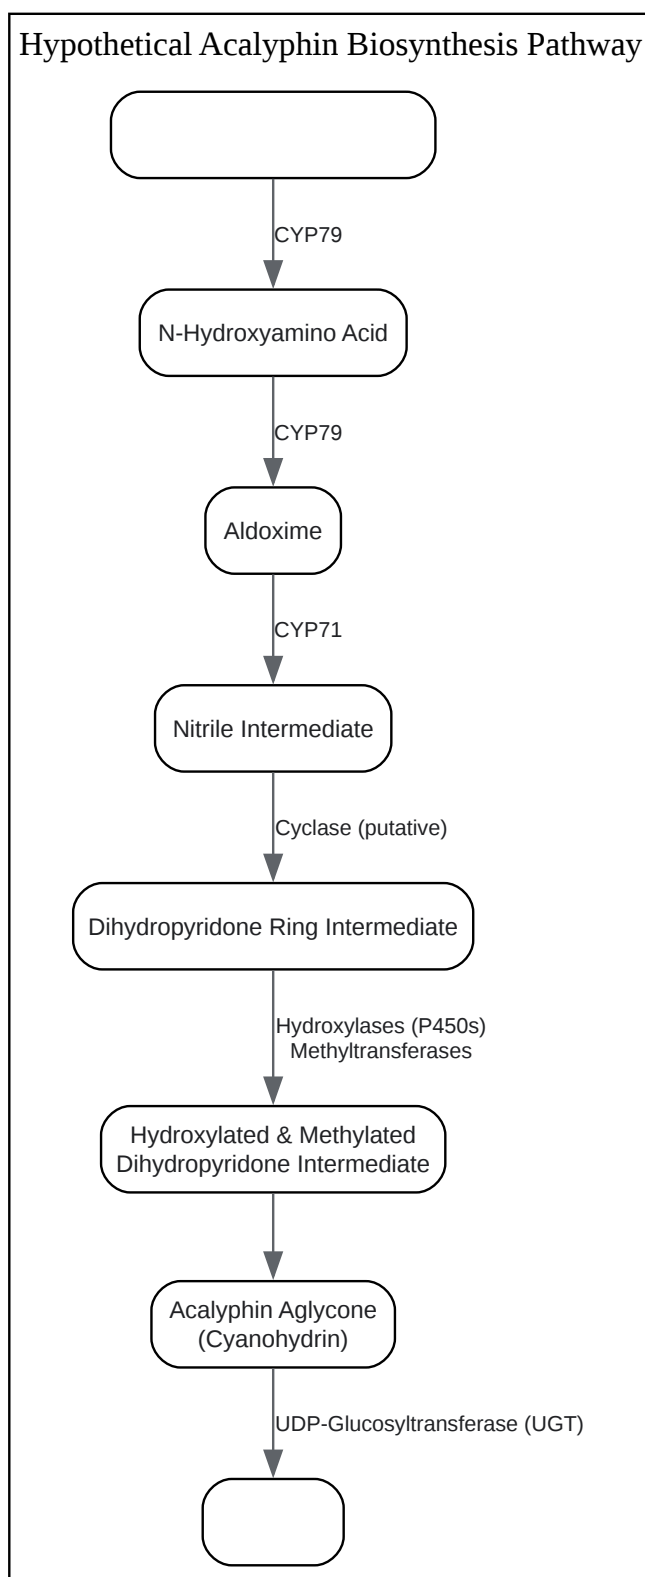 Hypothetical Acalyphin Biosynthesis Pathway
CYP79
N-Hydroxyamino Acid
CYP79
Aldoxime
CYP71
Nitrile Intermediate
Cyclase (putative)
Dihydropyridone Ring Intermediate
Hydroxylases (P450s)
Methyltransferases
Hydroxylated & Methylated
Dihydropyridone Intermediate
Acalyphin Aglycone
(Cyanohydrin)
UDP-Glucosyltransferase (UGT)